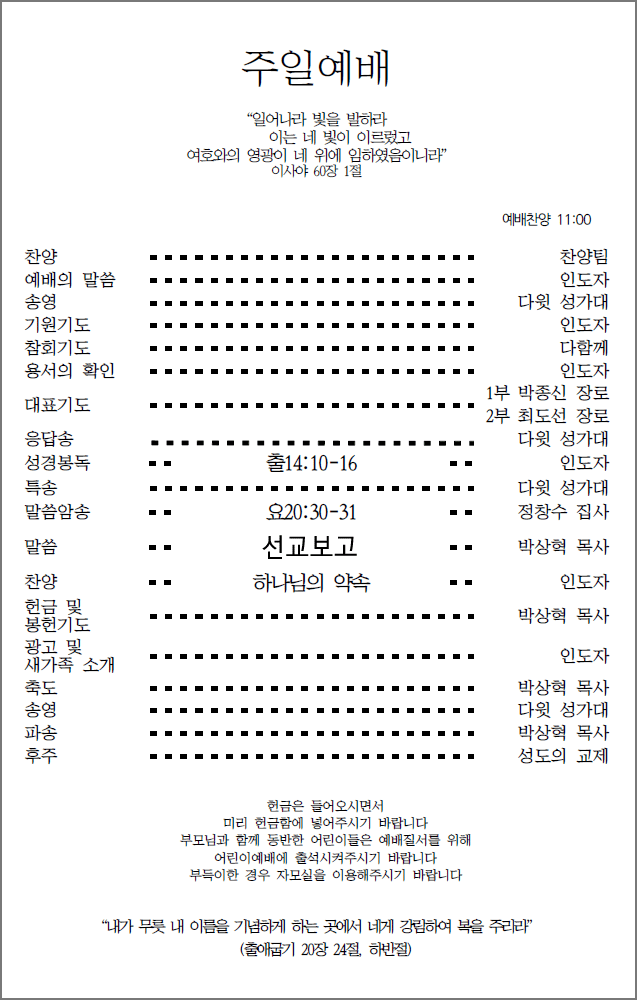 주일예배
“일어나라 빛을 발하라
이는 네 빛이 이르렀고
여호와의 영광이 네 위에 임하였음이니라”
이사야 60장 1절
예배찬양 11:00
찬양 찬양팀
예배의 말씀 인도자
송영 다윗 성가대
기원기도 인도자
참회기도 다함께
용서의 확인 인도자
대표기도 1부 박종신 장로
2부 최도선 장로
응답송 다윗 성가대
성경봉독 출14:10-16 인도자
특송 다윗 성가대
말씀암송 요20:30-31 정창수 집사
말씀 선교보고 박상혁 목사
찬양 하나님의 약속 인도자
헌금 및
봉헌기도 박상혁 목사
광고 및
새가족 소개 인도자
축도 박상혁 목사
송영 다윗 성가대
파송 박상혁 목사
후주 성도의 교제
헌금은 들어오시면서
미리 헌금함에 넣어주시기 바랍니다
부모님과 함께 동반한 어린이들은 예배질서를 위해
어린이예배에 출석시켜주시기 바랍니다
부득이한 경우 자모실을 이용해주시기 바랍니다
“내가 무릇 내 이름을 기념하게 하는 곳에서 네게 강림하여 복을 주리라”
(출애굽기 20장 24절, 하반절)